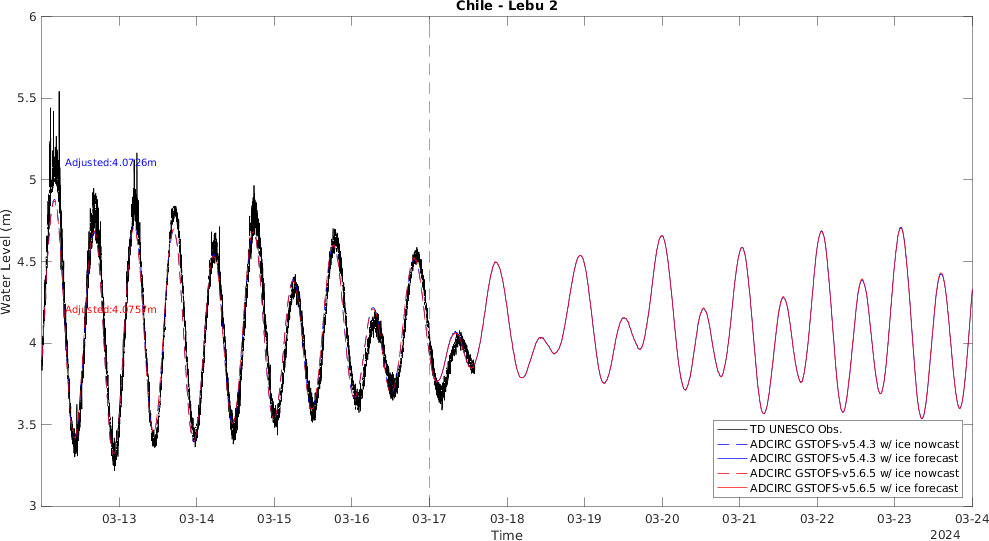 Chile - Lebu 2
6
5.5
5
4.5
4
3.5
3
Water Level (m)
Adjusted:4.0726m
Adjusted:4.0757m
TD UNESCO Obs.
ADCIRC GSTOFS-v5.4.3 w/ ice nowcast
ADCIRC GSTOFS-v5.4.3 w/ ice forecast
ADCIRC GSTOFS-v5.6.5 w/ ice nowcast
ADCIRC GSTOFS-v5.6.5 w/ ice forecast
03-13 03-14 03-15 03-16 03-17 03-18 03-19 03-20 03-21 03-22 03-23 03-24
Time
2024